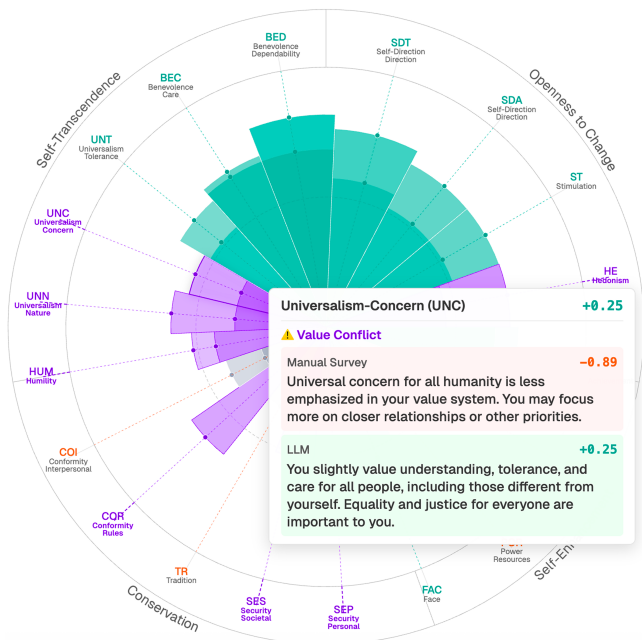 BED
Benevolence
Dependability
SDT
Self-Direction
Direction
BEC
Benevolence
Care
SDA
Self-Direction
Direction
UNT
Universalism
Tolerance
ST
Stimulation
UNC
Universalism
Concern
HE
Hedonism
UNN
Universalism
Nature
HUM
Humility
COI
Conformity
Interpersonal
COR
Conformity
Rules
TR
Tradition
SES
Security
Societal
SEP
Security
Personal
FAC
Face
Power
Resources
Self-Transcendence
Openness to Change
Conservation
Universalism-Concern (UNC) +0.25
⚠ Value Conflict
Manual Survey −0.89
Universal concern for all humanity is less
emphasized in your value system. You may focus
more on closer relationships or other priorities.
LLM +0.25
You slightly value understanding, tolerance, and
care for all people, including those different from
yourself. Equality and justice for everyone are
important to you.